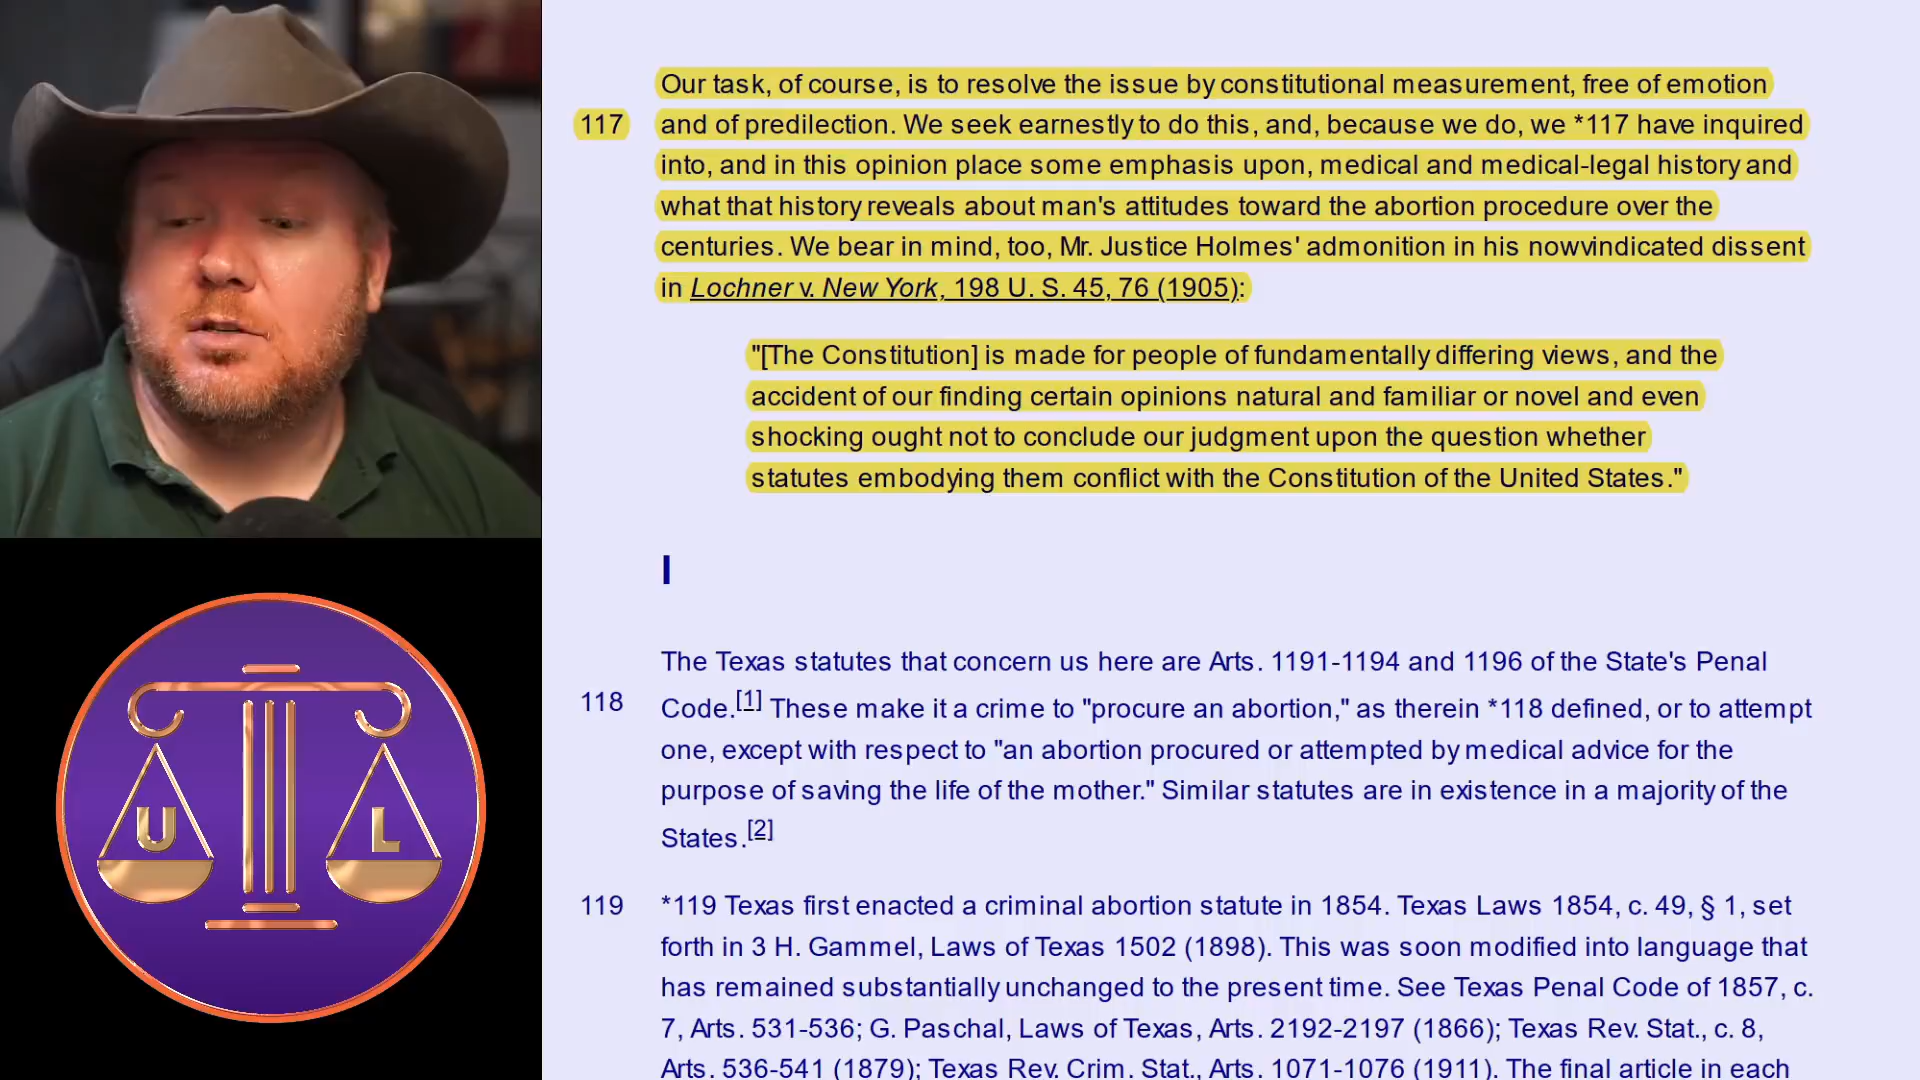 Our task, of course, is to resolve the issue by constitutional measurement, free of emotion
117 and of predilection. We seek earnestly to do this, and, because we do, we *117 have inquired
into, and in this opinion place some emphasis upon, medical and medical-legal history and
what that history reveals about man's attitudes toward the abortion procedure over the
centuries. We bear in mind, too, Mr. Justice Holmes' admonition in his nowvindicated dissent
in Lochner v. New York, 198 U. S. 45, 76 (1905):
"[The Constitution] is made for people of fundamentally differing views, and the
accident of our finding certain opinions natural and familiar or novel and even
shocking ought not to conclude our judgment upon the question whether
statutes embodying them conflict with the Constitution of the United States."
I
The Texas statutes that concern us here are Arts. 1191-1194 and 1196 of the State's Penal
118 Code.[1] These make it a crime to "procure an abortion," as therein *118 defined, or to attempt
one, except with respect to "an abortion procured or attempted by medical advice for the
purpose of saving the life of the mother." Similar statutes are in existence in a majority of the
States.[2]
119 *119 Texas first enacted a criminal abortion statute in 1854. Texas Laws 1854, c. 49, § 1, set
forth in 3 H. Gammel, Laws of Texas 1502 (1898). This was soon modified into language that
has remained substantially unchanged to the present time. See Texas Penal Code of 1857, c.
7, Arts. 531-536; G. Paschal, Laws of Texas, Arts. 2192-2197 (1866); Texas Rev. Stat., c. 8,
Arts. 536-541 (1879); Texas Rev. Crim. Stat., Arts. 1071-1076 (1911). The final article in each
U L